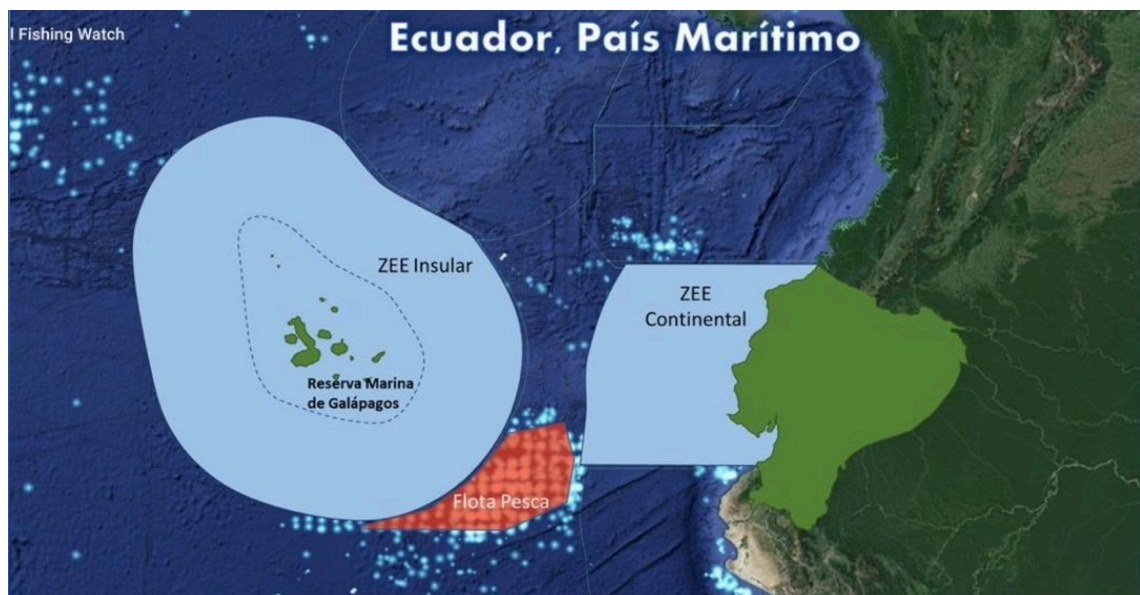 l Fishing Watch
Ecuador, País Marítimo
ZEE Insular
ZEE
Continental
Reserva Marina
de Galápagos
Flota Pesca